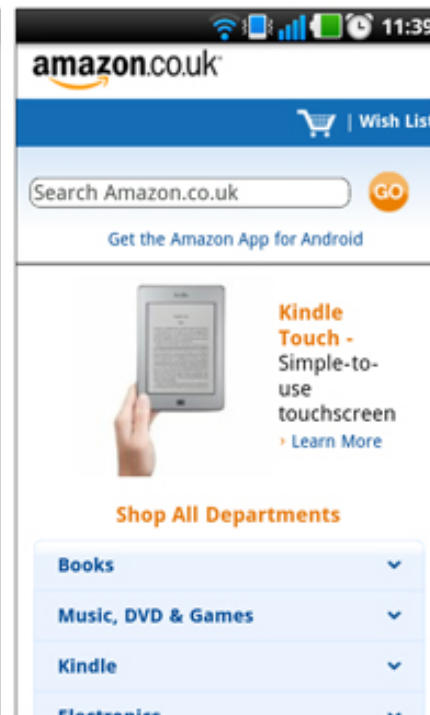 11:39
amazon.co.uk
| Wish List
Search Amazon.co.uk
GO
Get the Amazon App for Android
Kindle
Touch -
Simple-to-
use
touchscreen
› Learn More
Shop All Departments
Books
Music, DVD & Games
Kindle
Electronics